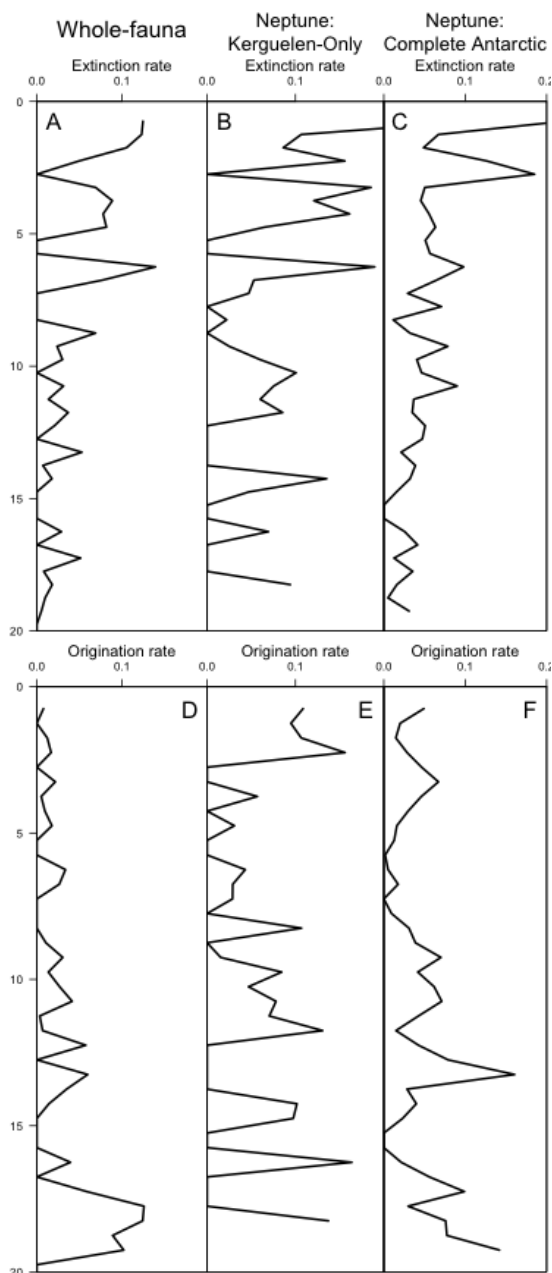 Whole-fauna
Neptune:
Kerguelen-Only
Neptune:
Complete Antarctic
Extinction rate
Extinction rate
Extinction rate
0.0 0.1 0.0 0.1 0.0 0.1 0.2
0
5
10
15
20
A
B
C
Origination rate
Origination rate
Origination rate
0.0 0.1 0.0 0.1 0.0 0.1 0.2
0
5
10
15
20
D
E
F